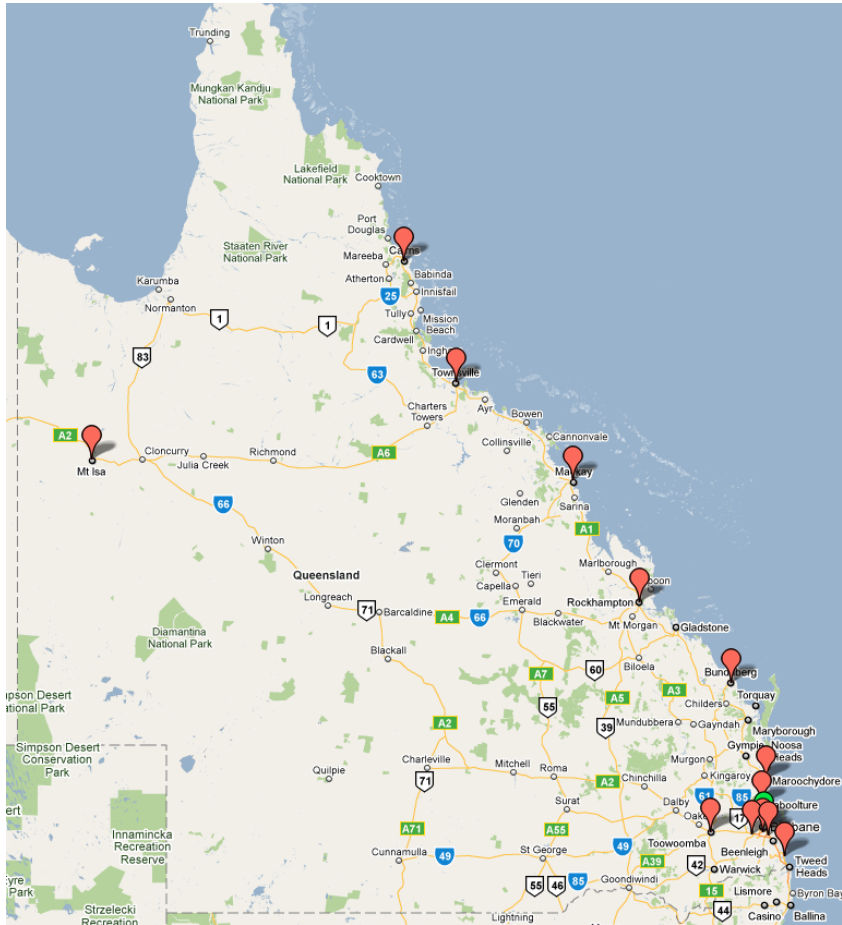 Trunding
Mungkan Kandju
National Park
Lakefield
National Park
Cooktown
Port
Douglas
Staaten River
National Park
Cairns
Mareeba
Atherton
Babinda
Innisfail
Karumba
Normanton
25
1
1
Tully
Mission
Beach
Cardwell
83
Townsville
63
Charters
Towers
Ayr
Bowen
Cannonvale
A2
Collinsville
Cloncurry
Julia Creek
Richmond
A6
Mt Isa
Mackay
Glenden
Sarina
66
Moranbah
A1
Winton
70
Clermont
Marlborough
Queensland
Tieri
Capella
Longreach
71
Barcaldine
A4
66
Emerald
Blackwater
Rockhampton
Mt Morgan
Gladstone
Diamantina
National Park
Blackall
Biloela
60
A7
Bundaberg
A5
A3
Childers
Torquay
55
39
Mundubbera
Gayndah
Maryborough
A2
Gympie
Noosa
Simpson Desert
Conservation
Park
Charleville
71
Mitchell
Roma
Murgon
Kingaroy
Maroochydore
Quilpie
A2
Chinchilla
61
85
Surat
Dalby
17
A71
A55
Toowoomba
Innamincka
Recreation
Reserve
Cunnamulla
49
St George
49
A39
42
Beenleigh
Warwick
Tweed
Heads
55
46
85
Goondiwindi
15
Lismore
Byron Bay
Strzelecki
Recreation
Lightning
44
Casino
Ballina